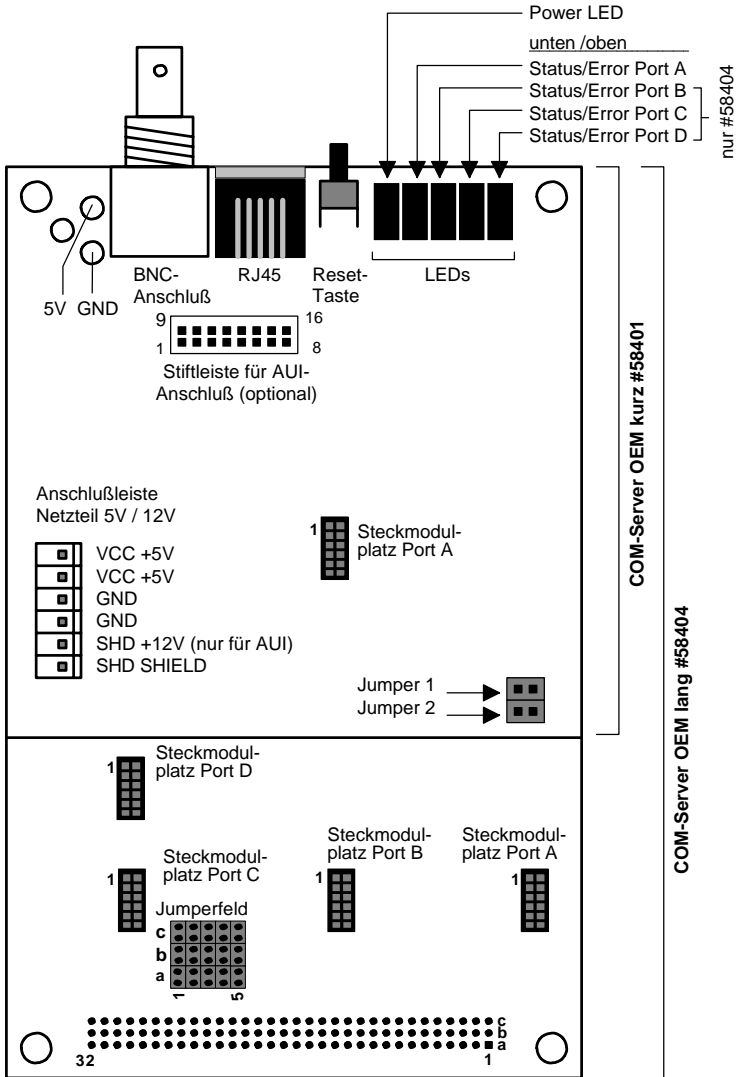 Power LED
unten /oben
Status/Error Port A
Status/Error Port B
Status/Error Port C
Status/Error Port D
nur #58404
5V GND
BNC-
Anschluß
RJ45
Reset-
Taste
LEDs
9
16
1
8
Stiftleiste für AUI-
Anschluß (optional)
COM-Server OEM kurz #58401
COM-Server OEM lang #58404
Anschlußleiste
Netzteil 5V / 12V
VCC +5V
VCC +5V
GND
GND
SHD +12V (nur für AUI)
SHD SHIELD
1
Steckmodul-
platz Port A
Jumper 1
Jumper 2
1
Steckmodul-
platz Port D
1
Steckmodul-
platz Port C
1
Steckmodul-
platz Port B
1
Steckmodul-
platz Port A
Jumperfeld
c
b
a
1
5
c
b
a
32
1